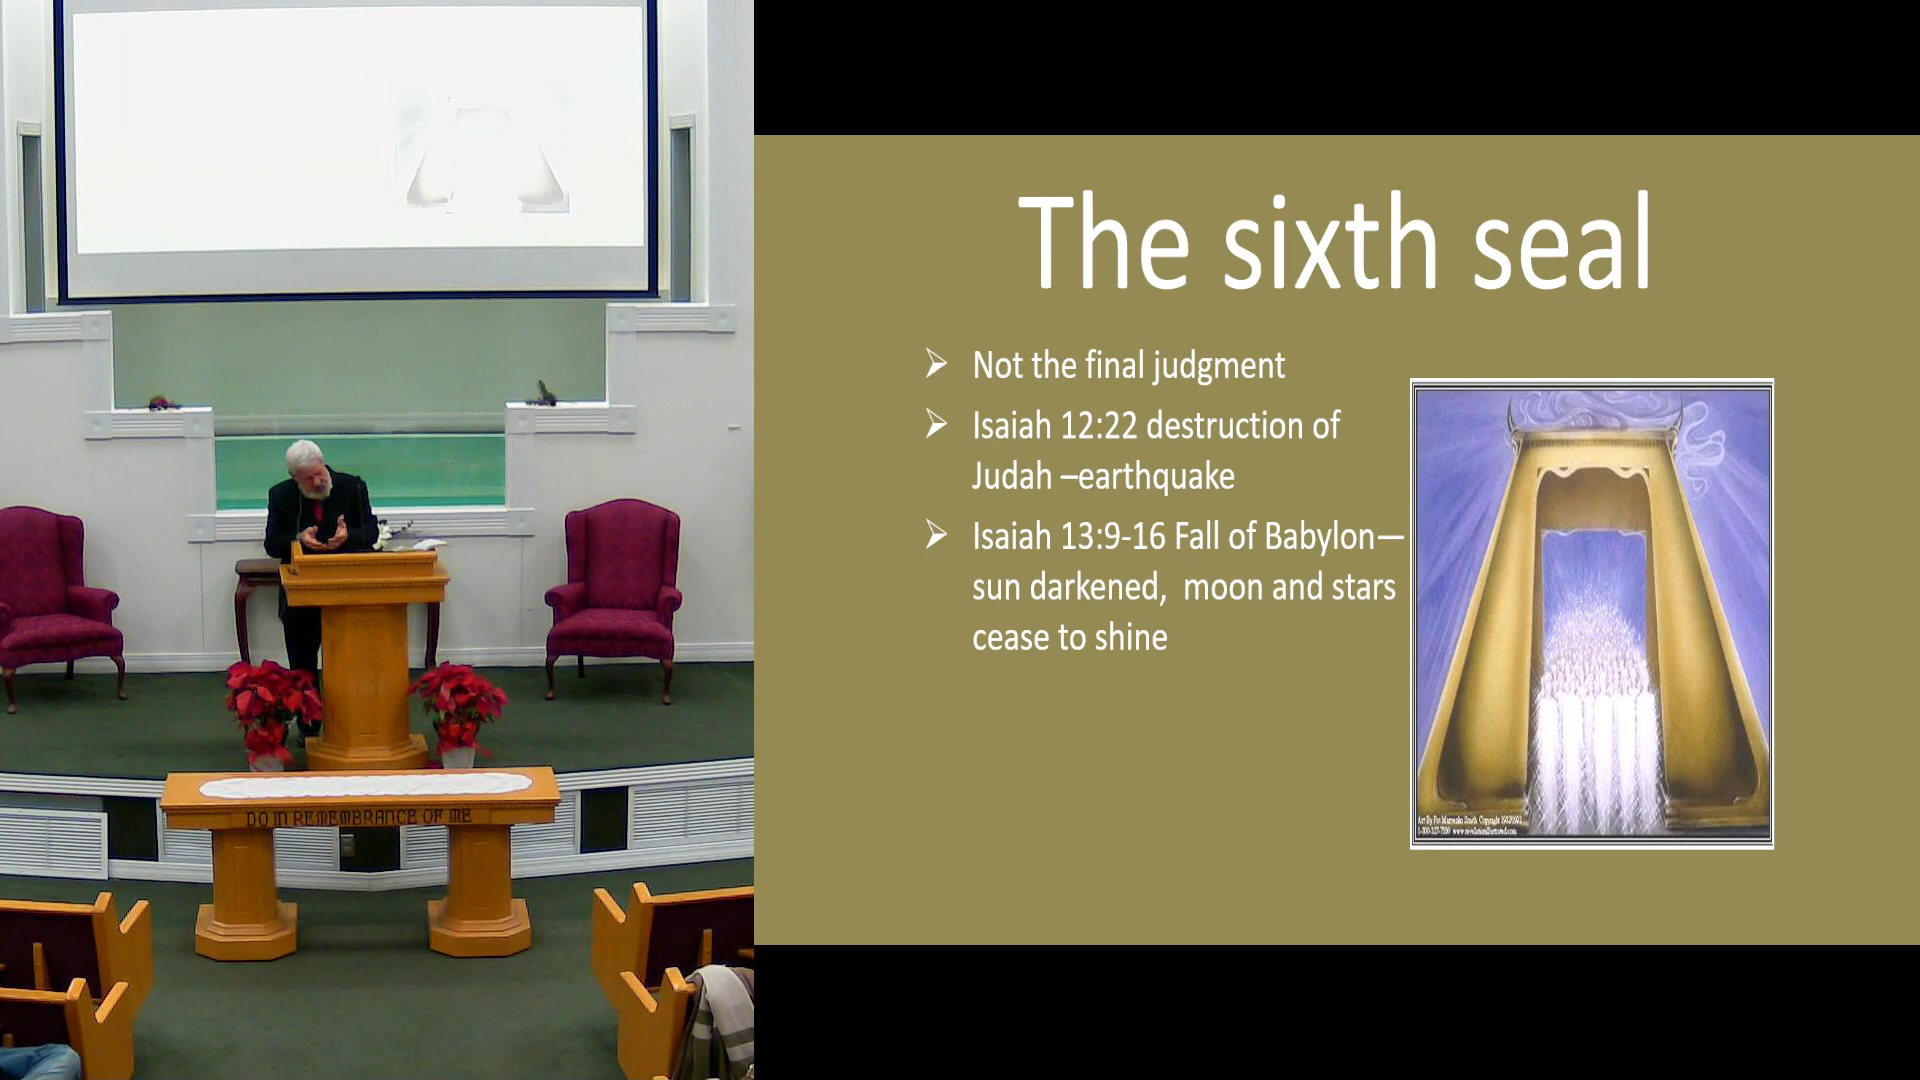 The sixth seal
➢ Not the final judgment
➢ Isaiah 12:22 destruction of
Judah –earthquake
➢ Isaiah 13:9-16 Fall of Babylon—
sun darkened,  moon and stars
cease to shine
DO IN REMEMBRANCE OF ME